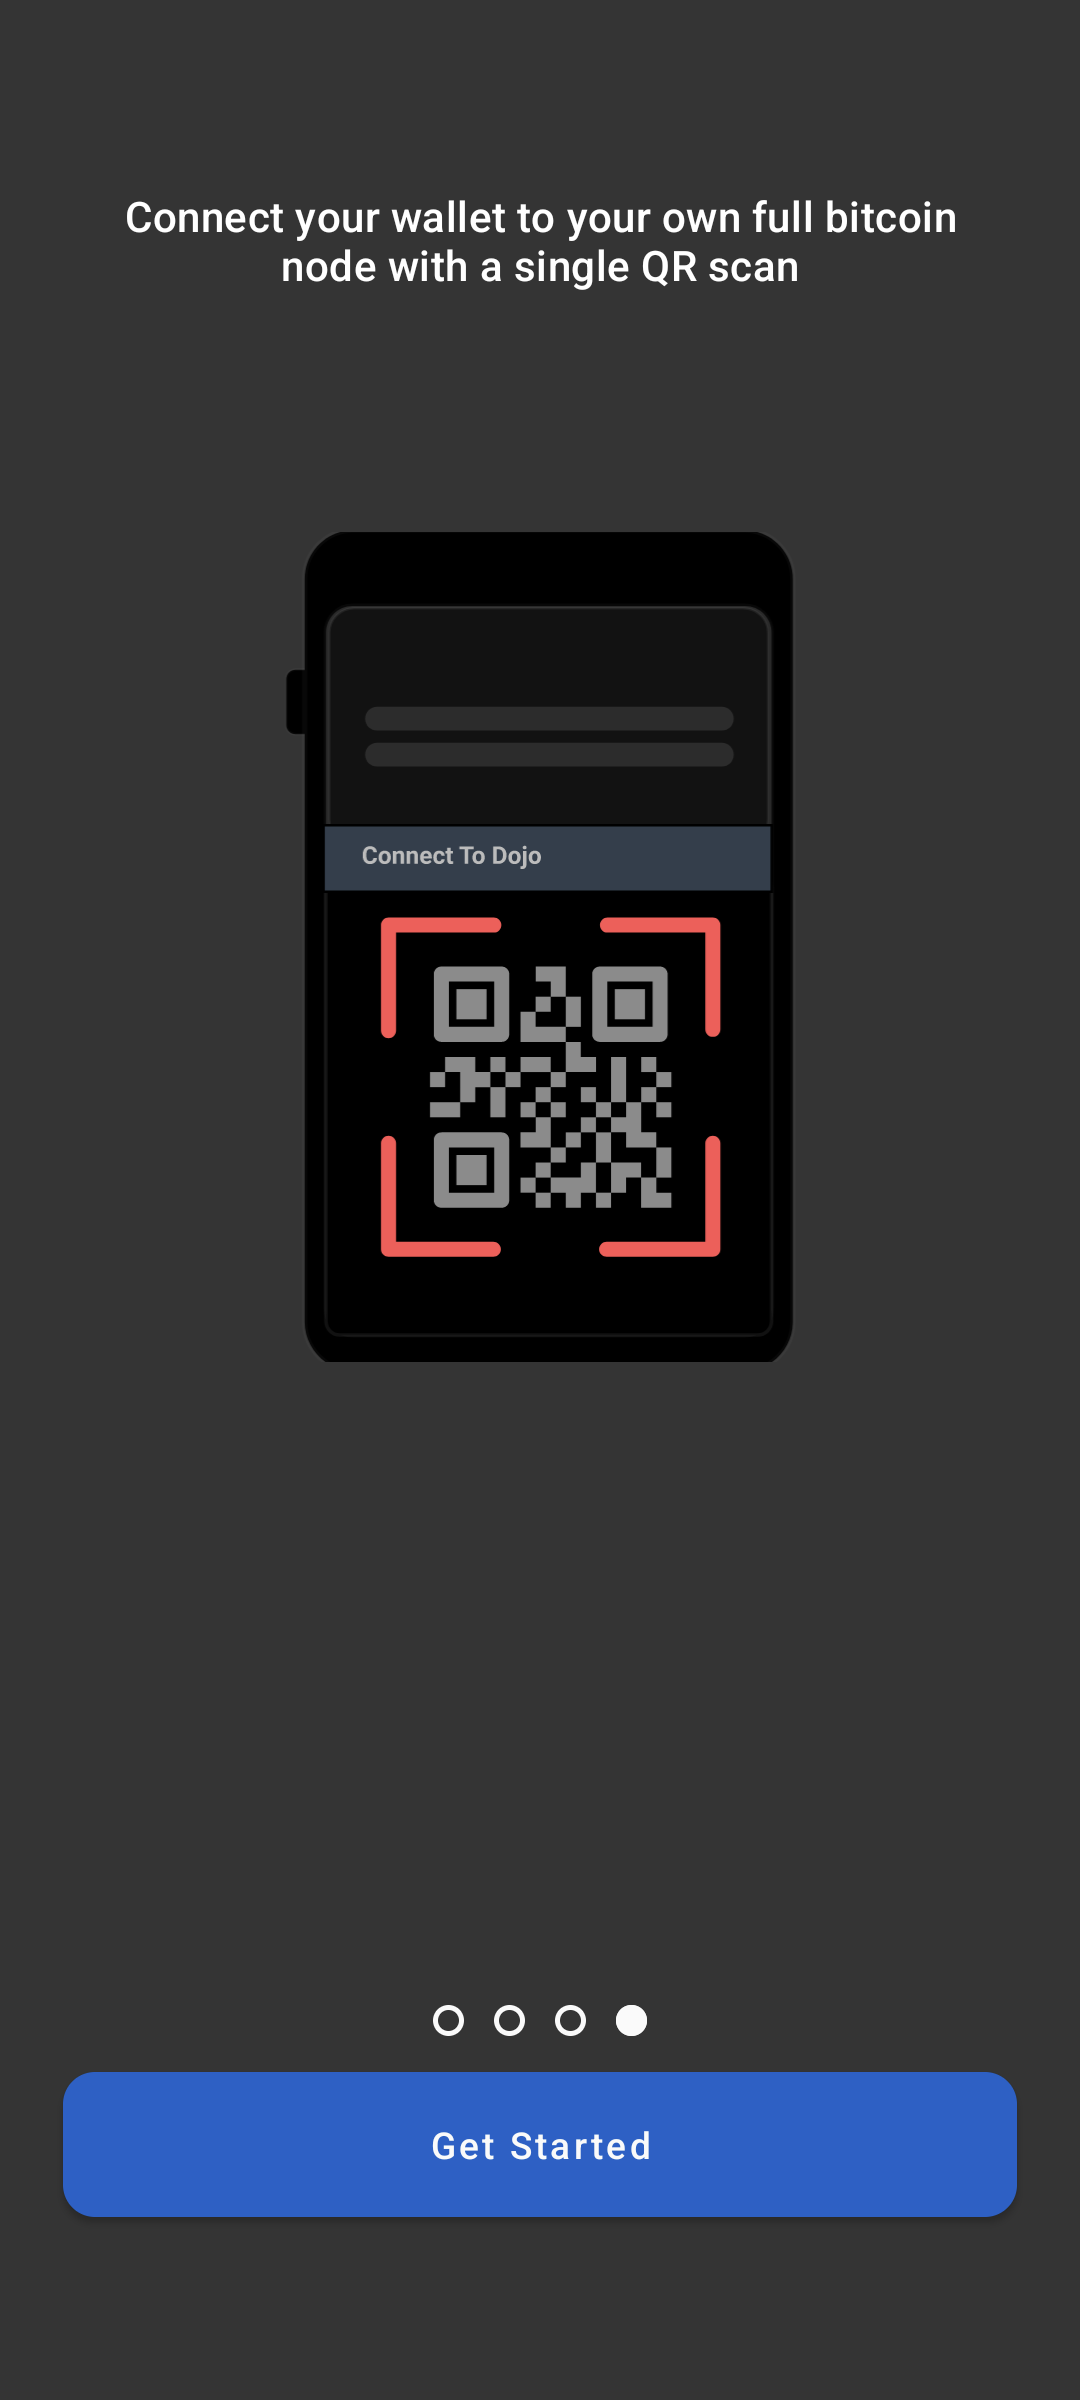 Connect your wallet to your own full bitcoin
node with a single QR scan
Connect To Dojo
Get Started